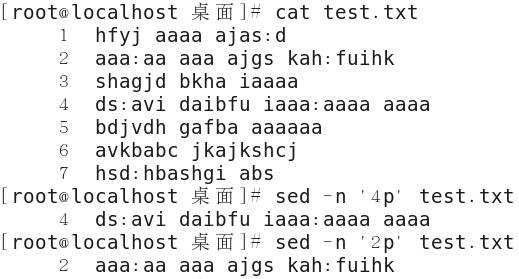 [root@localhost 桌面]# cat test.txt
1 hfyj aaaa ajas:d
2 aaa:aa aaa ajgs kah:fuihk
3 shagjd bkha iaaaa
4 ds:avi daibfu iaaa:aaaa aaaa
5 bdjvdh gafba aaaaaa
6 avkbabc jkajkshcj
7 hsd:hbashgi abs
[root@localhost 桌面]# sed -n '4p' test.txt
4 ds:avi daibfu iaaa:aaaa aaaa
[root@localhost 桌面]# sed -n '2p' test.txt
2 aaa:aa aaa ajgs kah:fuihk